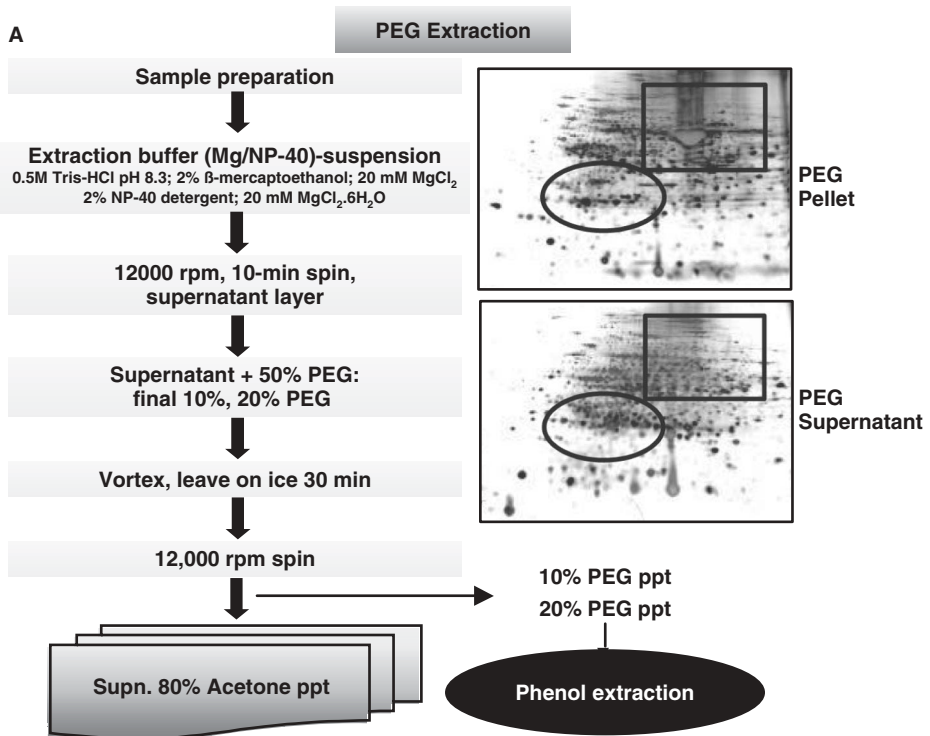 A
PEG Extraction
Sample preparation
Extraction buffer (Mg/NP-40)-suspension
0.5M Tris-HCl pH 8.3; 2% ß-mercaptoethanol; 20 mM MgCl₂
2% NP-40 detergent; 20 mM MgCl₂.6H₂O
12000 rpm, 10-min spin,
supernatant layer
Supernatant + 50% PEG:
final 10%, 20% PEG
Vortex, leave on ice 30 min
12,000 rpm spin
Supn. 80% Acetone ppt
PEG
Pellet
PEG
Supernatant
10% PEG ppt
20% PEG ppt
Phenol extraction